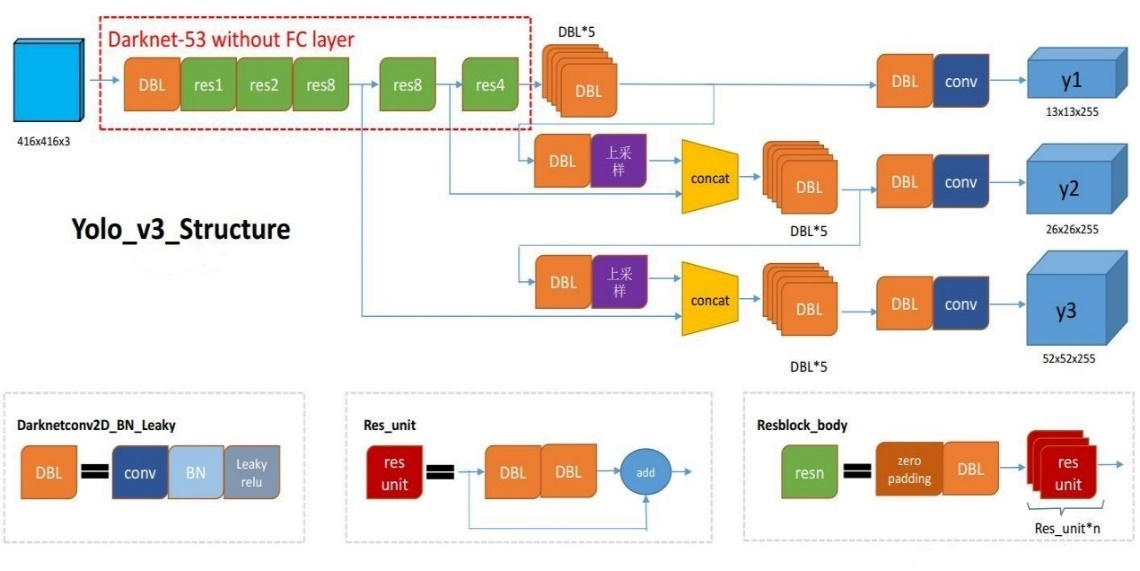 Darknet-53 without FC layer
DBL*5
DBL res1 res2 res8 res8 res4 DBL DBL conv y1
416x416x3
13x13x255
DBL 上采样 concat DBL DBL conv y2
DBL*5
26x26x255
Yolo_v3_Structure
DBL 上采样 concat DBL DBL conv y3
DBL*5
52x52x255
Darknetconv2D_BN_Leaky
DBL conv BN Leaky relu
Res_unit
res unit DBL DBL add
Resblock_body
resn zero padding DBL res unit
Res_unit*n